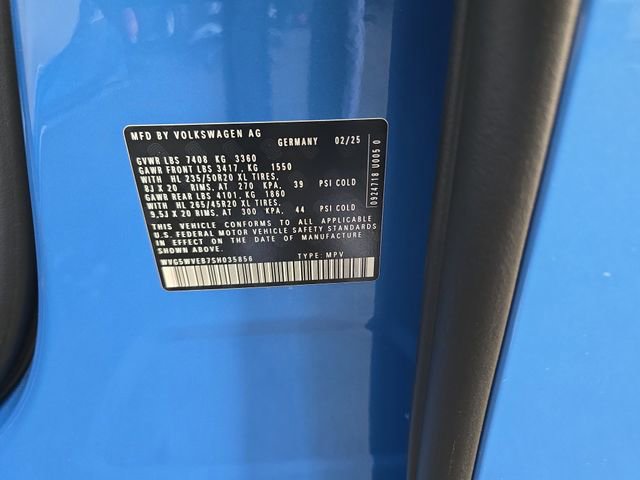 MFD BY VOLKSWAGEN AG
GERMANY 02/25
GVWR LBS 7408 KG 3360
GAWR FRONT LBS 3417, KG 1550
WITH HL 235/50R20 XL TIRES,
8J X 20 RIMS, AT 270 KPA, 39 PSI COLD
GAWR REAR LBS 4101, KG 1860
WITH HL 265/45R20 XL TIRES,
9,5J X 20 RIMS, AT 300 KPA, 44 PSI COLD
THIS VEHICLE CONFORMS TO ALL APPLICABLE
U.S. FEDERAL MOTOR VEHICLE SAFETY STANDARDS
IN EFFECT ON THE DATE OF MANUFACTURE
SHOWN ABOVE.
WVG5WVEB7SH035856 TYPE: MPV
0924718 U005 0